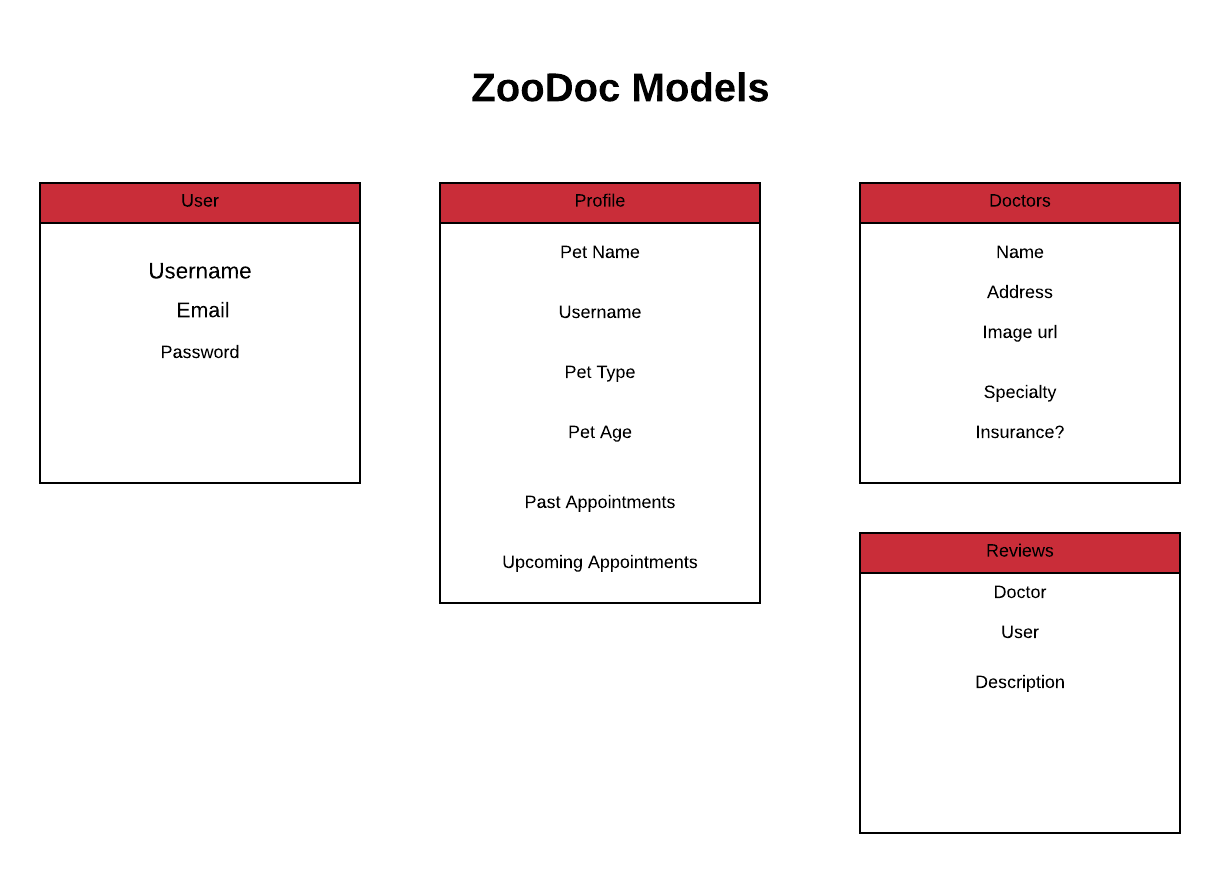 ZooDoc Models
User
Username
Email
Password
Profile
Pet Name
Username
Pet Type
Pet Age
Past Appointments
Upcoming Appointments
Doctors
Name
Address
Image url
Specialty
Insurance?
Reviews
Doctor
User
Description